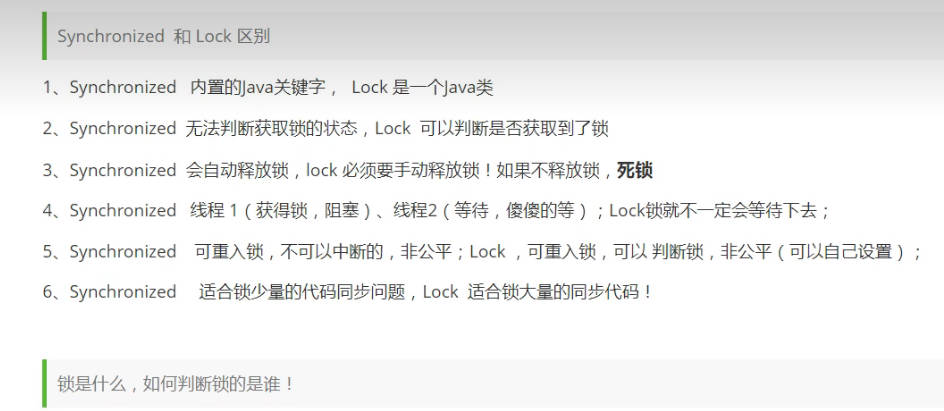 Synchronized 和 Lock 区别
1、Synchronized 内置的Java关键字， Lock 是一个Java类
2、Synchronized 无法判断获取锁的状态，Lock 可以判断是否获取到了锁
3、Synchronized 会自动释放锁，lock 必须要手动释放锁！如果不释放锁，死锁
4、Synchronized 线程 1（获得锁，阻塞）、线程2（等待，傻傻的等）；Lock锁就不一定会等待下去；
5、Synchronized 可重入锁，不可以中断的，非公平；Lock ，可重入锁，可以 判断锁，非公平（可以自己设置）；
6、Synchronized 适合锁少量的代码同步问题，Lock 适合锁大量的同步代码！
锁是什么，如何判断锁的是谁！